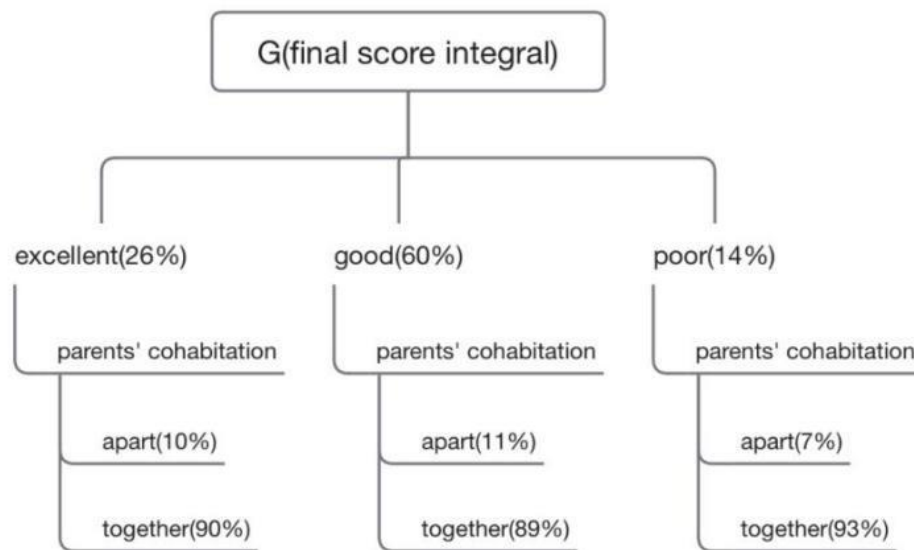 G(final score integral)
excellent(26%)
good(60%)
poor(14%)
parents' cohabitation
parents' cohabitation
parents' cohabitation
apart(10%)
apart(11%)
apart(7%)
together(90%)
together(89%)
together(93%)